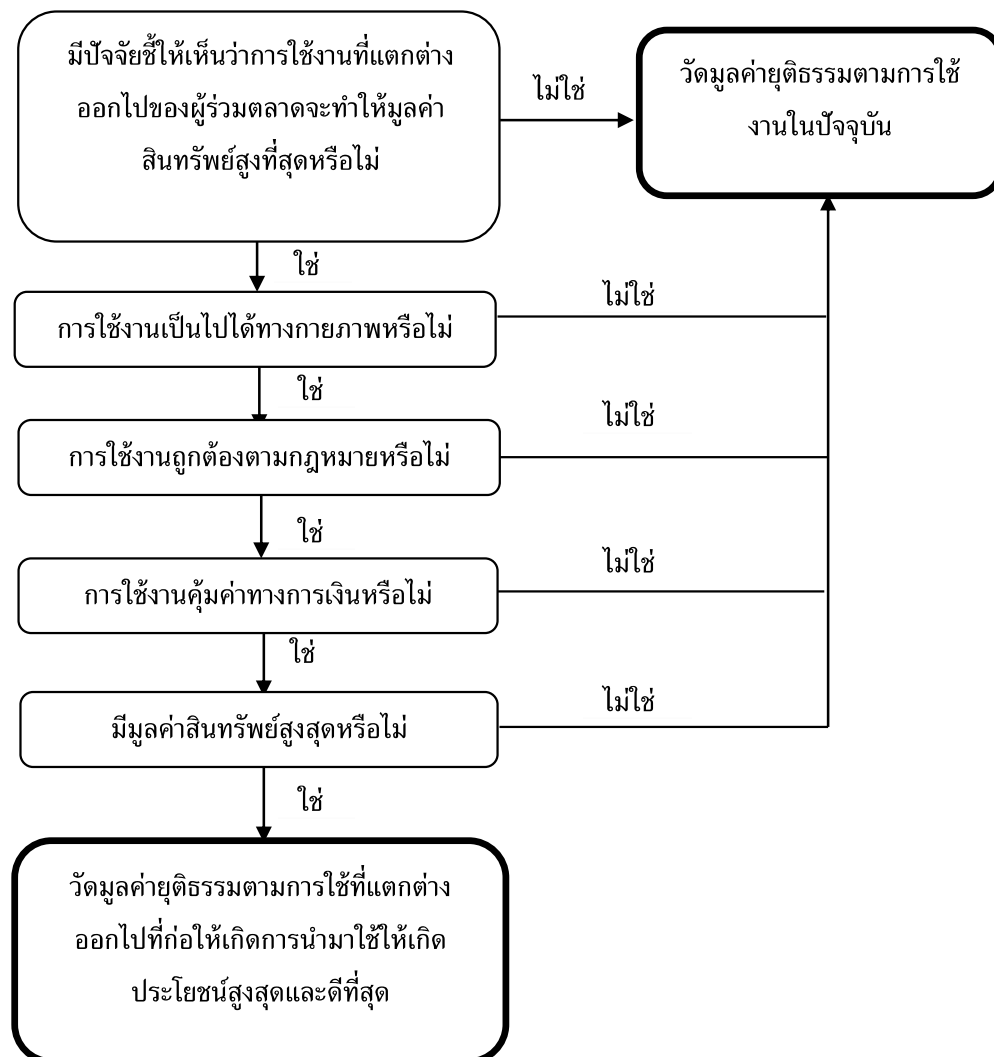 มีปัจจัยชี้ให้เห็นว่าการใช้งานที่แตกต่าง
ออกไปของผู้ร่วมตลาดจะทำให้มูลค่า
สินทรัพย์สูงที่สุดหรือไม่
ไม่ใช่
วัดมูลค่ายุติธรรมตามการใช้
งานในปัจจุบัน
ใช่
การใช้งานเป็นไปได้ทางกายภาพหรือไม่
ไม่ใช่
ใช่
การใช้งานถูกต้องตามกฎหมายหรือไม่
ไม่ใช่
ใช่
การใช้งานคุ้มค่าทางการเงินหรือไม่
ไม่ใช่
ใช่
มีมูลค่าสินทรัพย์สูงสุดหรือไม่
ไม่ใช่
ใช่
วัดมูลค่ายุติธรรมตามการใช้ที่แตกต่าง
ออกไปที่ก่อให้เกิดการนำมาใช้ให้เกิด
ประโยชน์สูงสุดและดีที่สุด